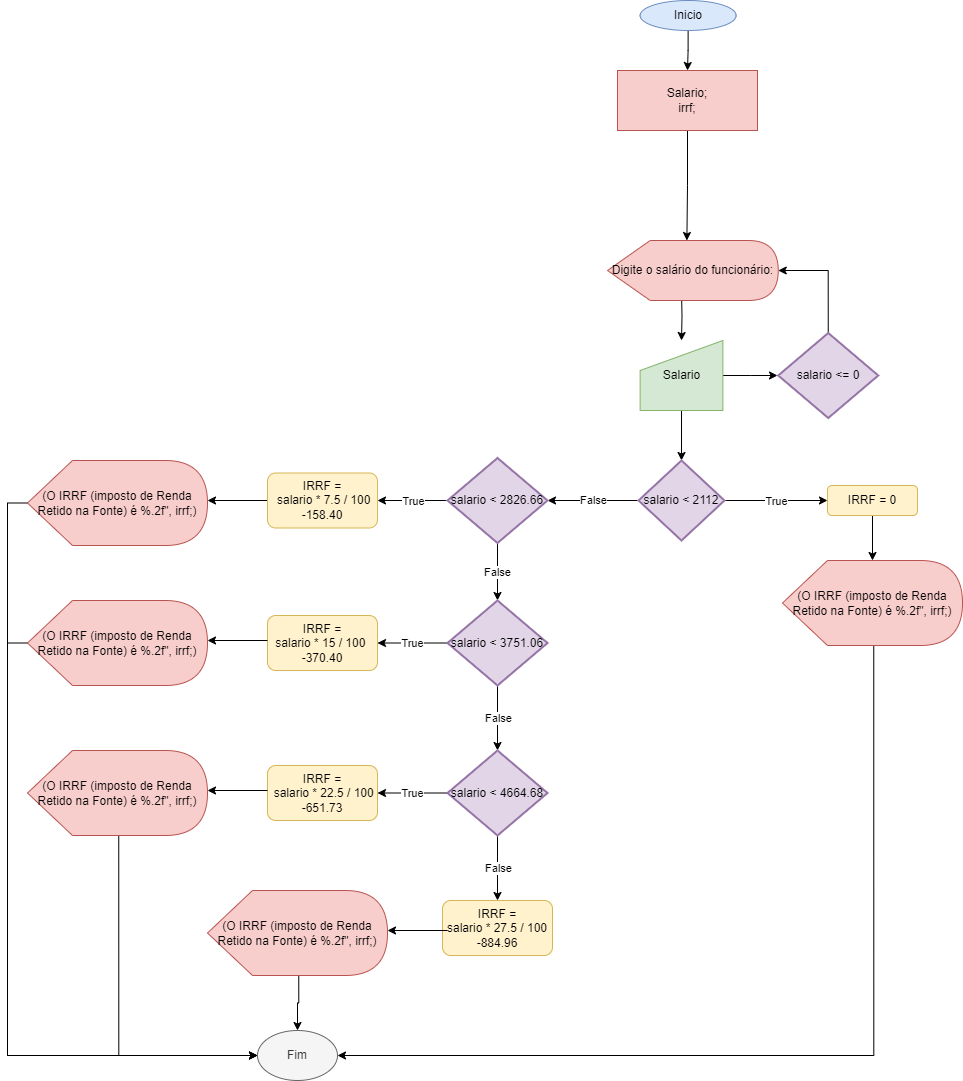 Inicio
Salario;
irrf;
Digite o salário do funcionário:
Salario
salario <= 0
salario < 2112
True
IRRF = 0
(O IRRF (imposto de Renda
Retido na Fonte) é %.2f", irrf;)
False
salario < 2826.66
True
IRRF =
salario * 7.5 / 100
-158.40
(O IRRF (imposto de Renda
Retido na Fonte) é %.2f", irrf;)
False
salario < 3751.06
True
IRRF =
salario * 15 / 100
-370.40
(O IRRF (imposto de Renda
Retido na Fonte) é %.2f", irrf;)
False
salario < 4664.68
True
IRRF =
salario * 22.5 / 100
-651.73
(O IRRF (imposto de Renda
Retido na Fonte) é %.2f", irrf;)
False
IRRF =
salario * 27.5 / 100
-884.96
(O IRRF (imposto de Renda
Retido na Fonte) é %.2f", irrf;)
Fim